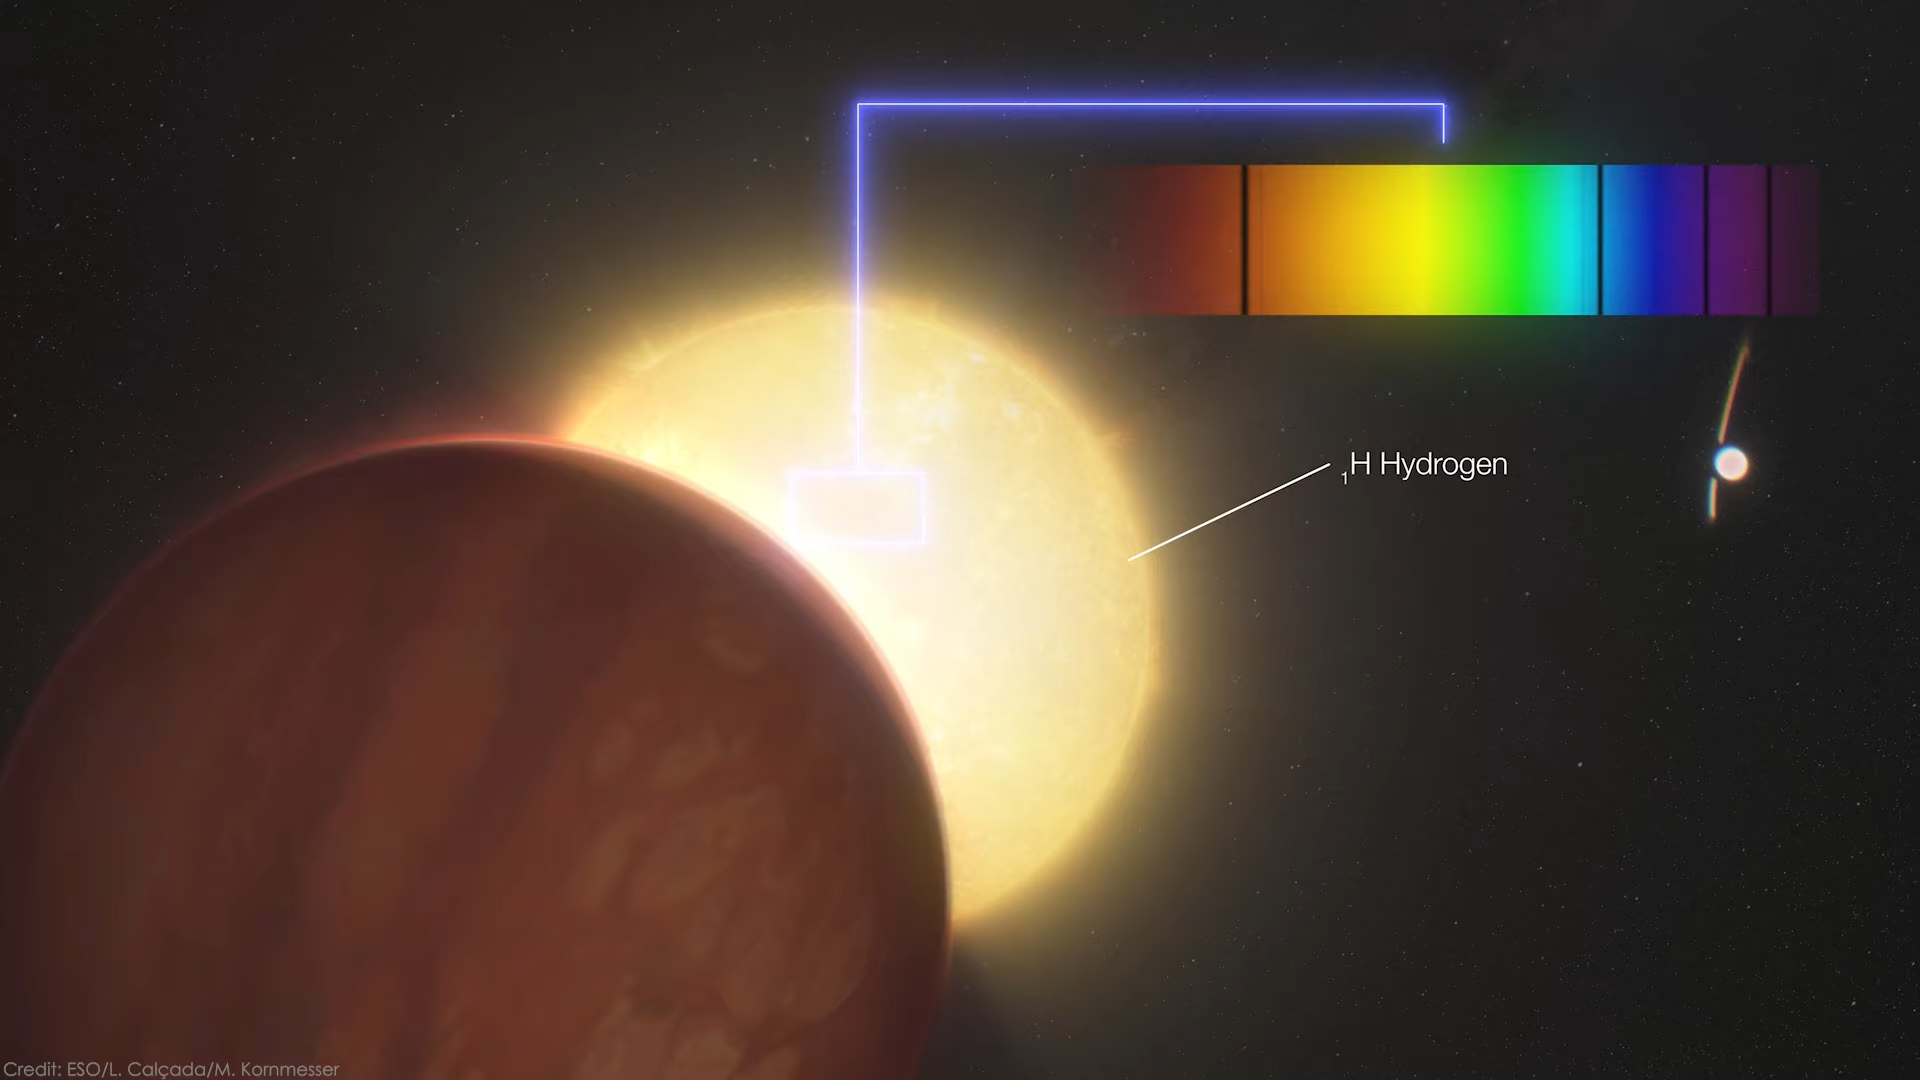 ₁H Hydrogen
Credit: ESO/L. Calçada/M. Kornmesser